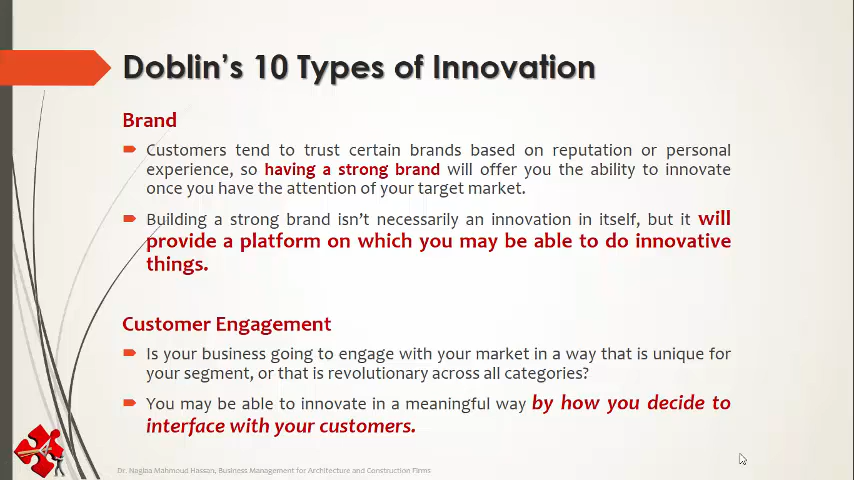 Doblin's 10 Types of Innovation
Brand
Customers tend to trust certain brands based on reputation or personal
experience, so having a strong brand will offer you the ability to innovate
once you have the attention of your target market.
Building a strong brand isn't necessarily an innovation in itself, but it will
provide a platform on which you may be able to do innovative
things.
Customer Engagement
Is your business going to engage with your market in a way that is unique for
your segment, or that is revolutionary across all categories?
You may be able to innovate in a meaningful way by how you decide to
interface with your customers.
Dr. Neglaa Mahmoud Hassan, Business Management for Architecture and Construction Firms